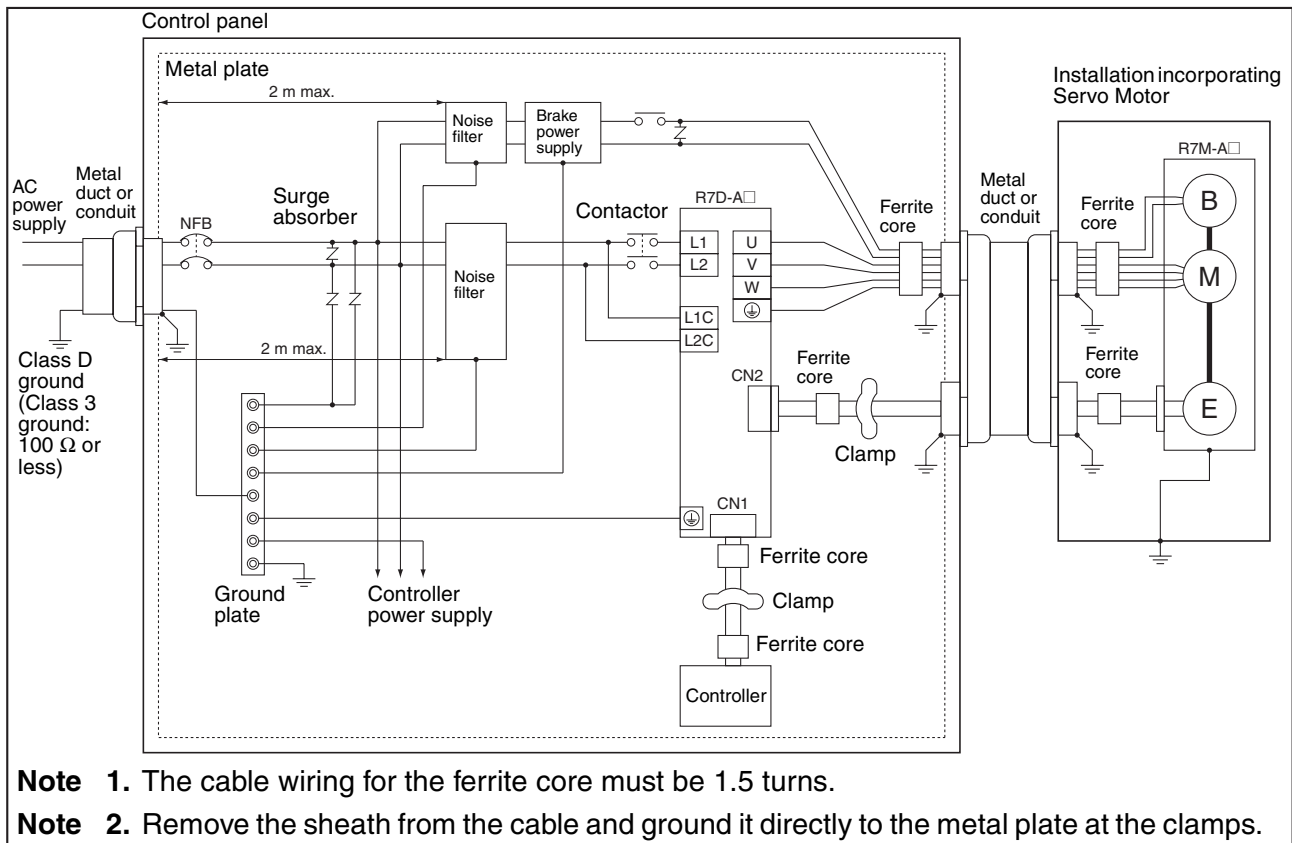 Control panel
Metal plate
2 m max.
Noise
filter
Brake
power
supply
Installation incorporating
Servo Motor
R7M-A□
AC
power
supply
Metal
duct or
conduit
NFB
Surge
absorber
Contactor
R7D-A□
Ferrite
core
Metal
duct or
conduit
Ferrite
core
B
L1
U
L2
V
W
M
Noise
filter
L1C
L2C
2 m max.
Class D
ground
(Class 3
ground:
100 Ω or
less)
CN2
Ferrite
core
Ferrite
core
E
Clamp
CN1
Ferrite core
Ground
plate
Controller
power supply
Clamp
Ferrite core
Controller
Note 1. The cable wiring for the ferrite core must be 1.5 turns.
Note 2. Remove the sheath from the cable and ground it directly to the metal plate at the clamps.